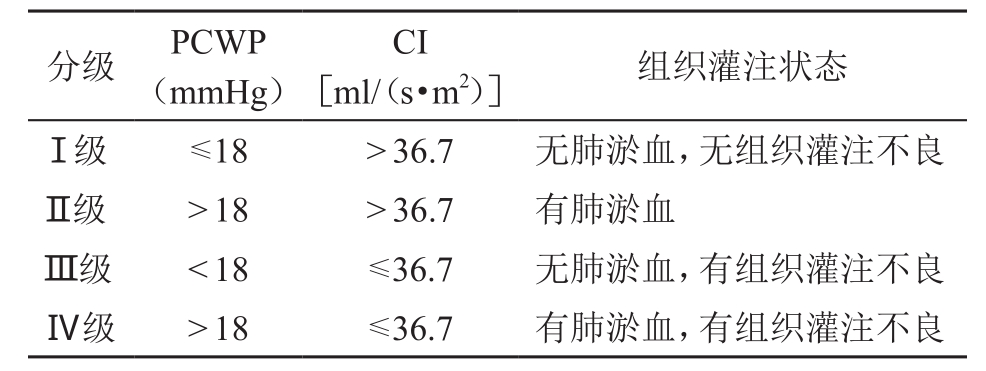 分级 PCWP（mmHg） CI［ml/（s•m²）］ 组织灌注状态
Ⅰ级 ≤18 >36.7 无肺淤血，无组织灌注不良
Ⅱ级 >18 >36.7 有肺淤血
Ⅲ级 <18 ≤36.7 无肺淤血，有组织灌注不良
Ⅳ级 >18 ≤36.7 有肺淤血，有组织灌注不良